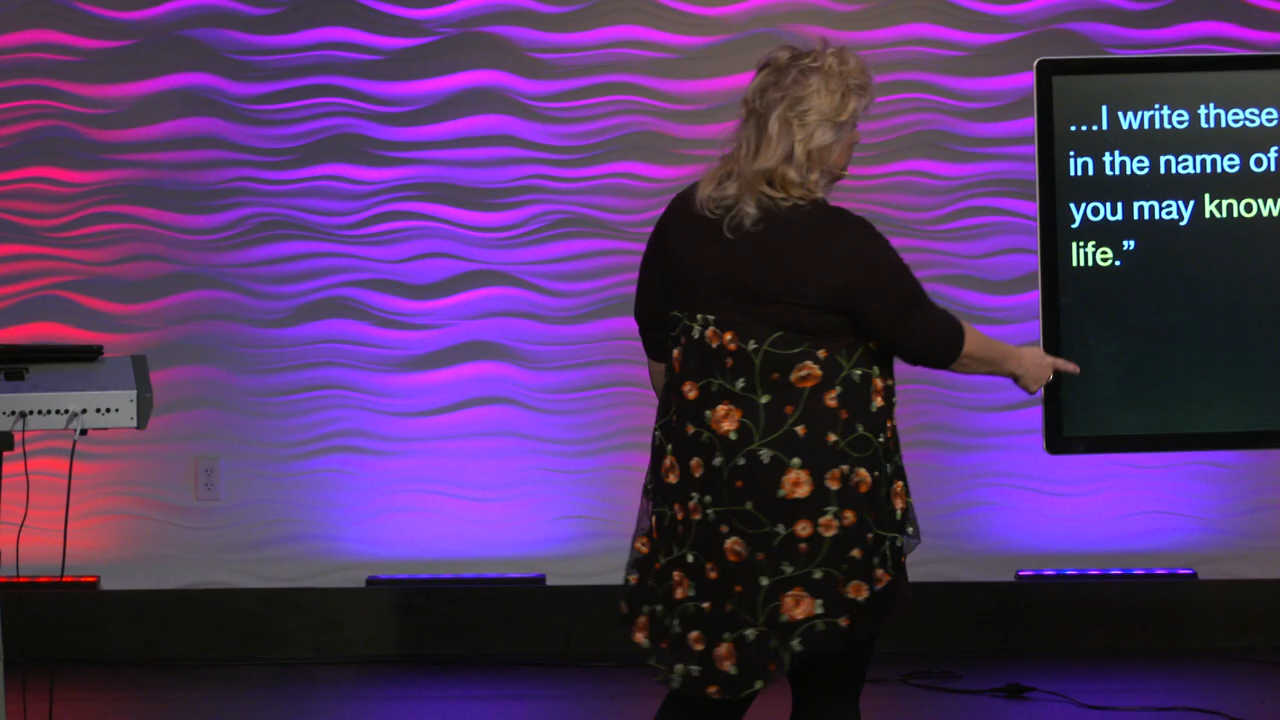 …I write these
in the name of
you may know
life.”